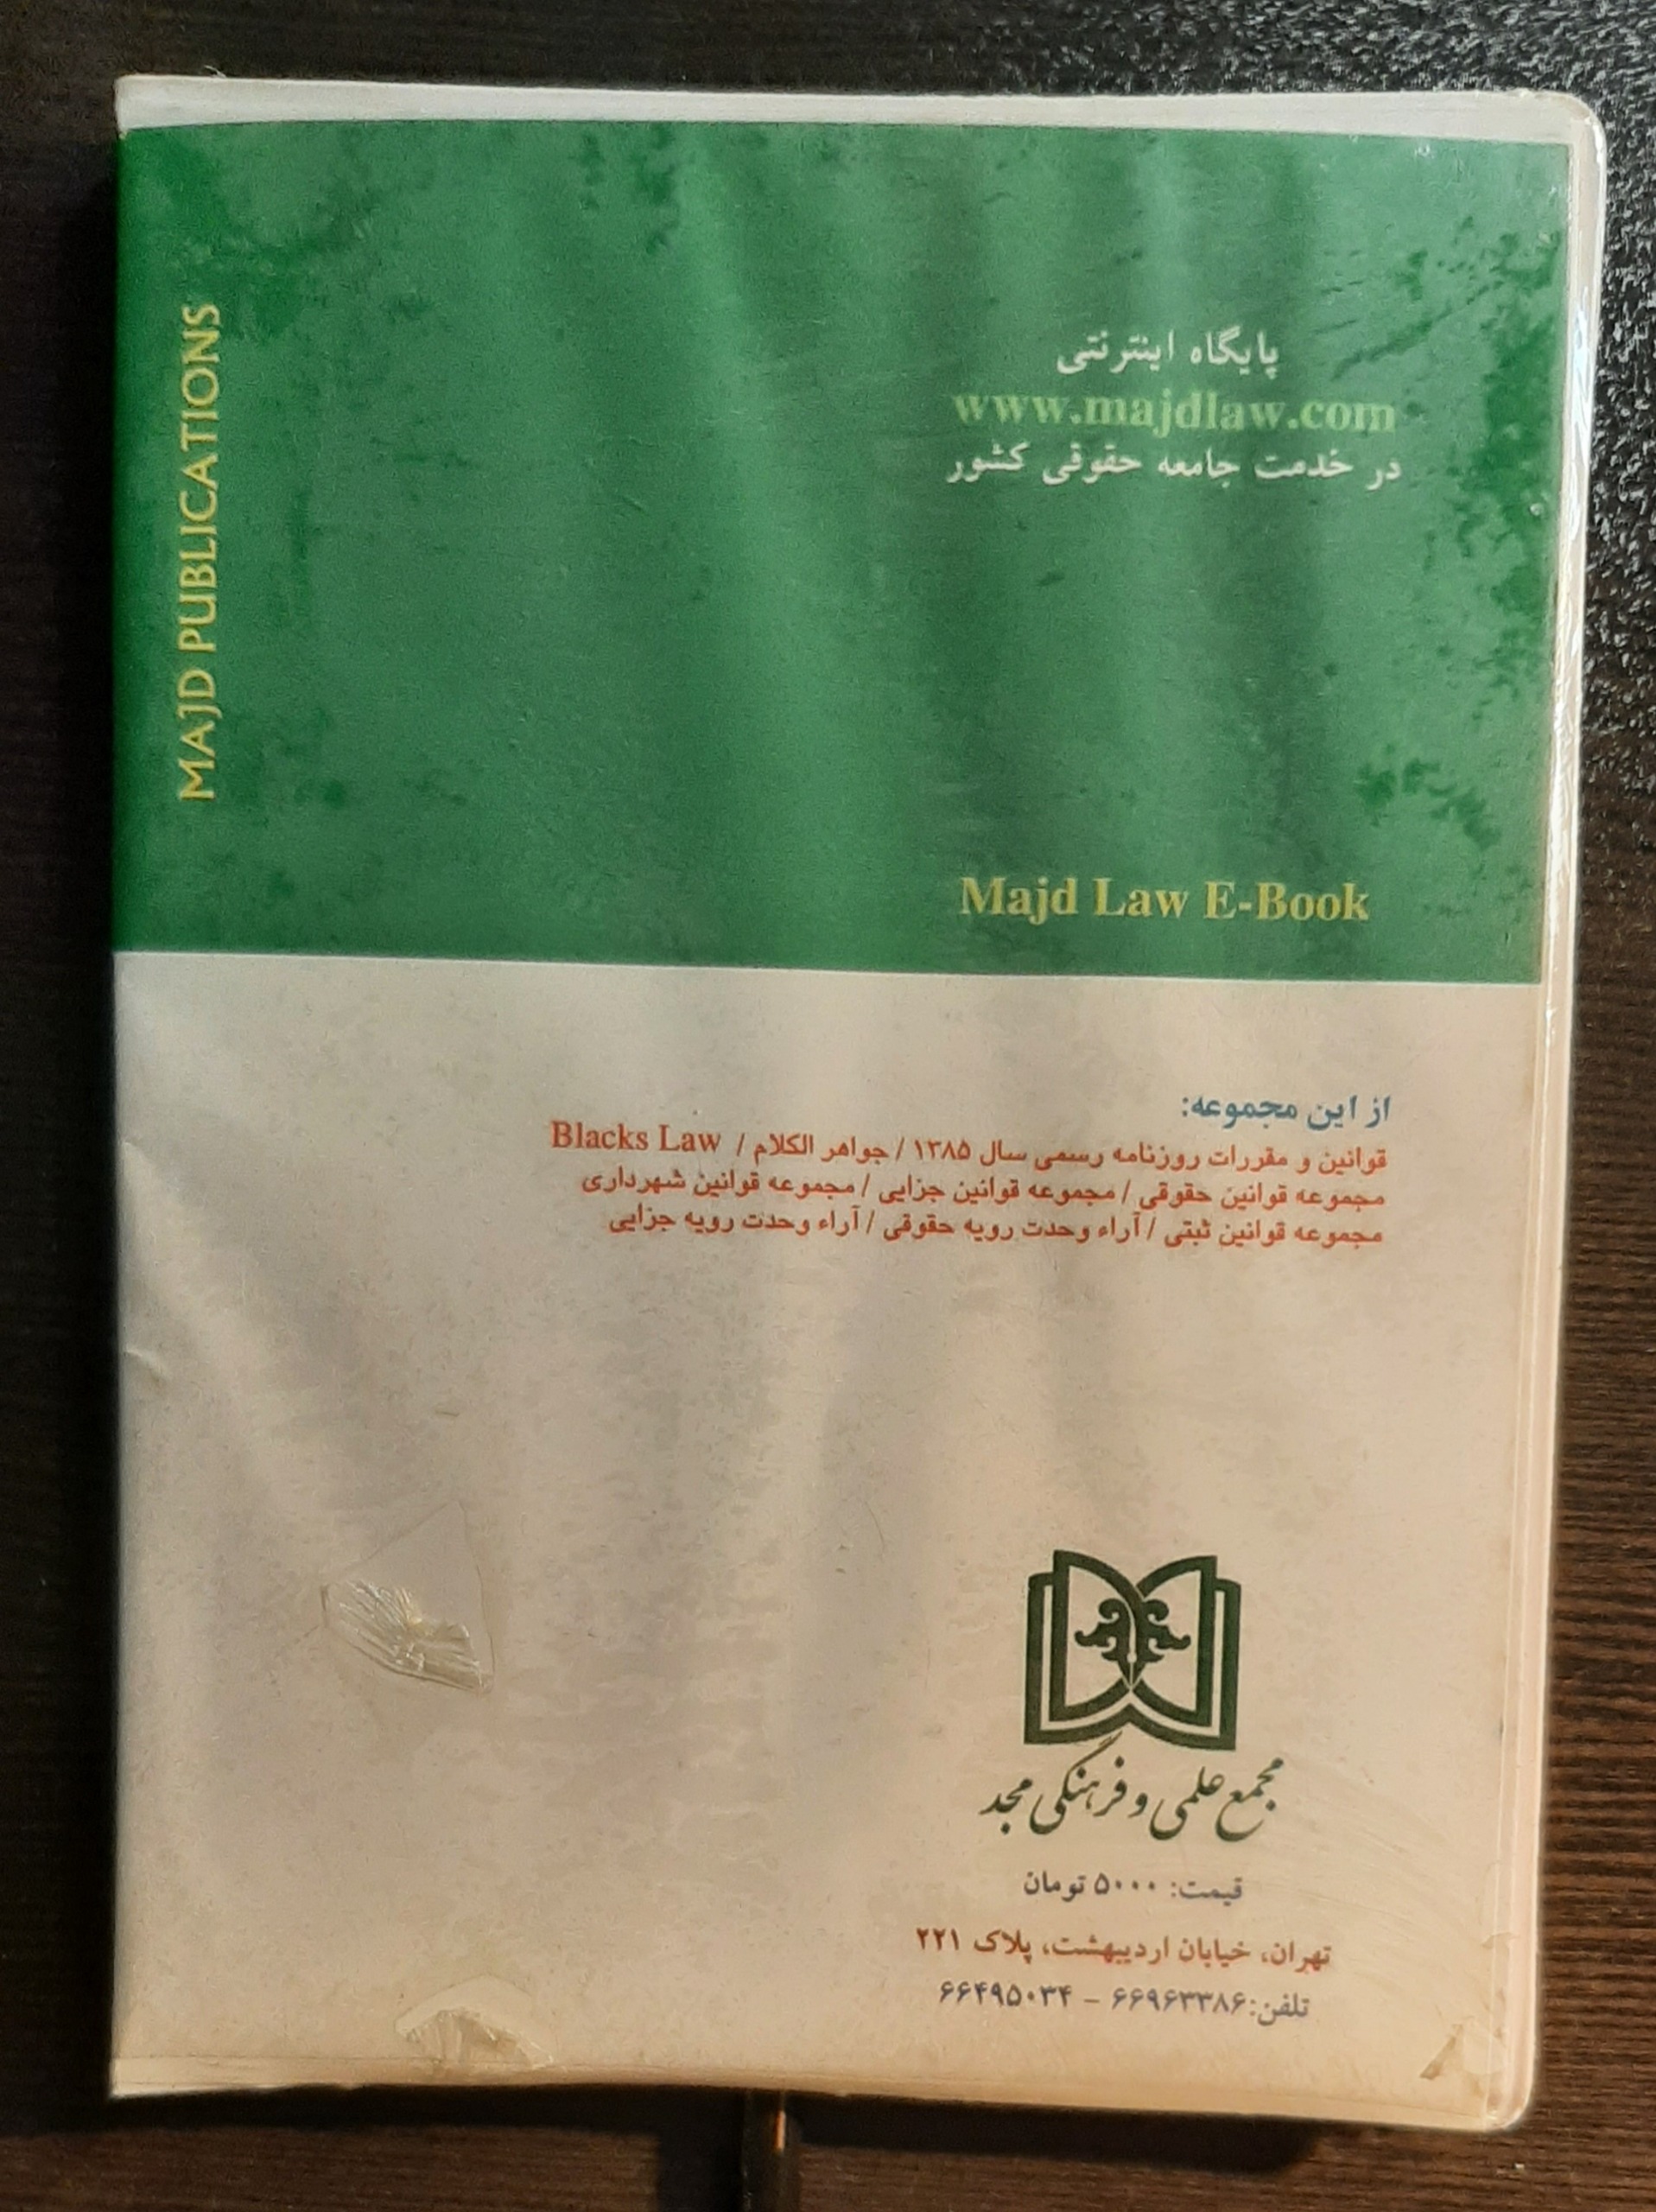 MAJD PUBLICATIONS
پایگاه اینترنتی
www.majdlaw.com
در خدمت جامعه حقوقی کشور
Majd Law E-Book
از این مجموعه:
قوانین و مقررات روزنامه رسمی سال ۱۳۸۵ / جواهر الکلام / Blacks Law
مجموعه قوانین حقوقی / مجموعه قوانین جزایی / مجموعه قوانین شهرداری
مجموعه قوانین ثبتی / آراء وحدت رویه حقوقی / آراء وحدت رویه جزایی
مجمع علمی و فرهنگی مجد
قیمت: ۵۰۰۰ تومان
تهران، خیابان اردیبهشت، پلاک ۲۲۱
تلفن: ۶۶۹۶۳۳۸۶ - ۶۶۴۹۵۰۳۴